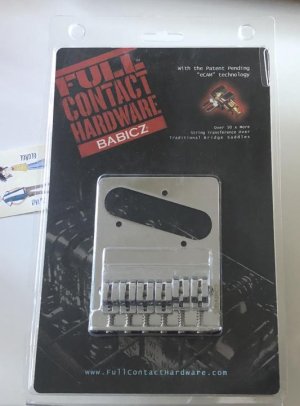 FULL
CONTACT
HARDWARE
BABICZ
With the Patent Pending
"eCAM" technology
Over 30 x More
String Transference Over
Traditional Bridge Saddles
www.FullContactHardware.com